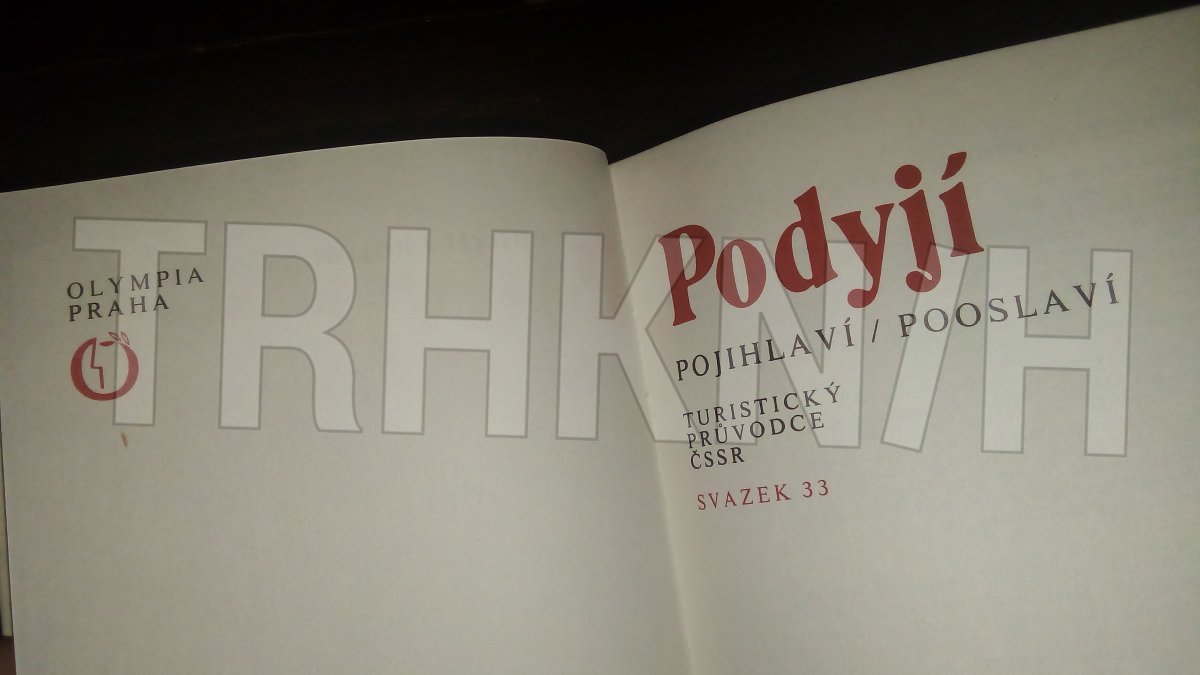 OLYMPIA
PRAHA
Podyjí
POJIHLAVÍ / POOSLAVÍ
TURISTICKÝ
PRŮVODCE
ČSSR
SVAZEK 33
TRHKNIH